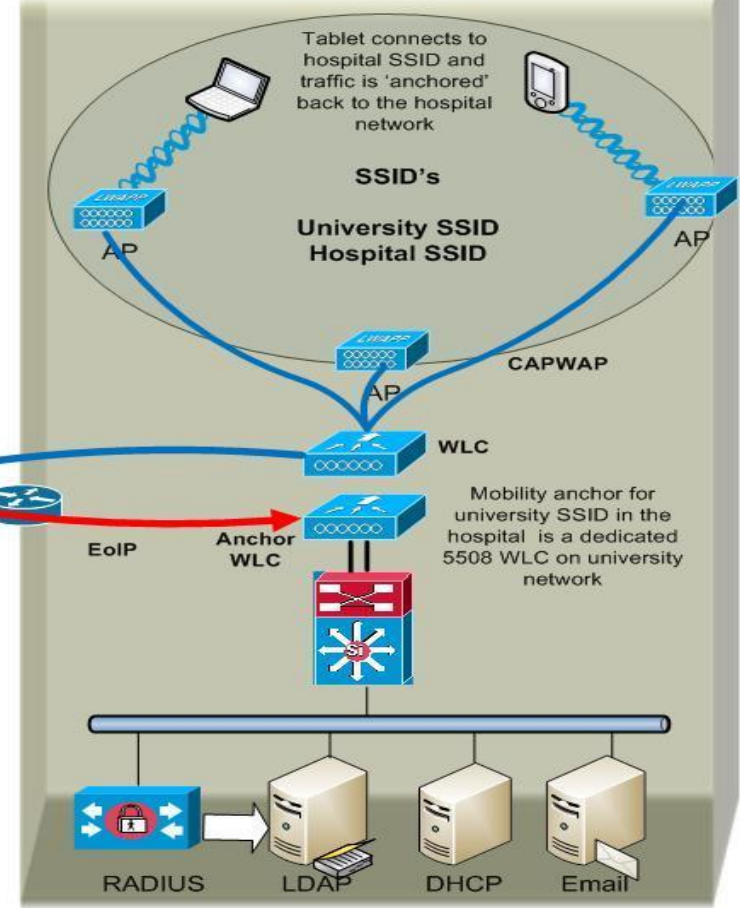 Tablet connects to
hospital SSID and
traffic is 'anchored'
back to the hospital
network
SSID's
University SSID
Hospital SSID
LWAPP
AP
LWAPP
AP
LWAPP
AP
CAPWAP
WLC
EoIP
Anchor
WLC
Mobility anchor for
university SSID in the
hospital is a dedicated
5508 WLC on university
network
Si
RADIUS
LDAP
DHCP
Email